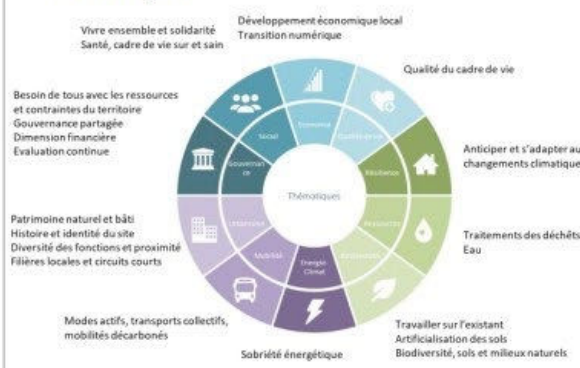 Développement économique local
Transition numérique
Vivre ensemble et solidarité
Santé, cadre de vie sur et sain
Qualité du cadre de vie
Besoin de tous avec les ressources
et contraintes du territoire
Gouvernance partagée
Dimension financière
Evaluation continue
Anticiper et s'adapter au
changements climatique
Social
Economie
Gouvernan
ce
Résilience
Thématiques
Ressources
Mobilité
Energie-
Climat
Patrimoine naturel et bâti
Histoire et identité du site
Diversité des fonctions et proximité
Filières locales et circuits courts
Traitements des déchêts
Eau
Modes actifs, transports collectifs,
mobilités décarbonés
Sobriété énergétique
Travailler sur l'existant
Artificialisation des sols
Biodiversité, sols et milieux naturels